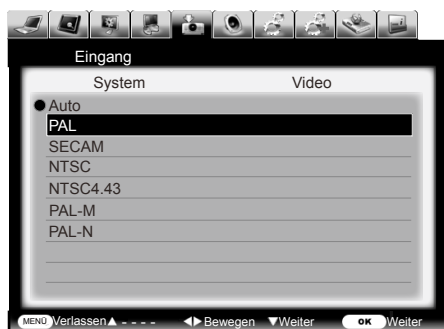 Eingang
System Video
Auto
PAL
SECAM
NTSC
NTSC4.43
PAL-M
PAL-N
MENÜ Verlassen ▲ - - - - ◀▶ Bewegen ▼ Weiter OK Weiter